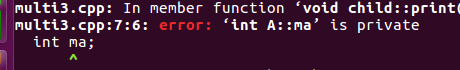 multi3.cpp: In member function ‘void child::print(
multi3.cpp:7:6: error: ‘int A::ma’ is private
int ma;
^